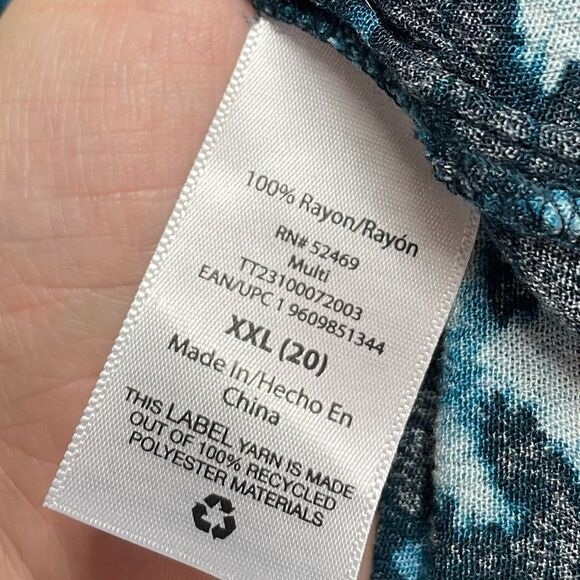 100% Rayon/Rayón
RN# 52469
Multi
TT23100072003
EAN/UPC 1 9609851344
XXL (20)
Made In/Hecho En
China
THIS LABEL YARN IS MADE
OUT OF 100% RECYCLED
POLYESTER MATERIALS